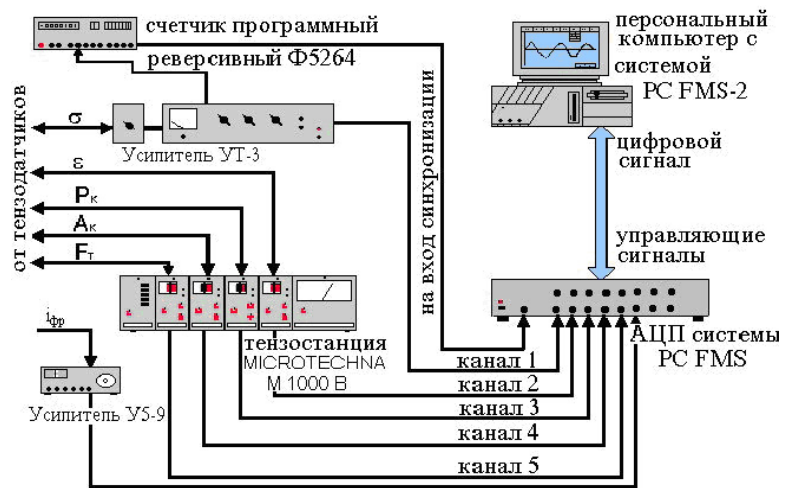 счетчик программный
реверсивный Ф5264
персональный
компьютер с
системой
PC FMS-2
от тензодатчиков
σ
Усилитель УТ-3
ε
Pк
Aк
Fт
на вход синхронизации
цифровой
сигнал
управляющие
сигналы
iфр
Усилитель У5-9
тензостанция
MICROTECHNA
M 1000 B
АЦП системы
PC FMS
канал 1
канал 2
канал 3
канал 4
канал 5